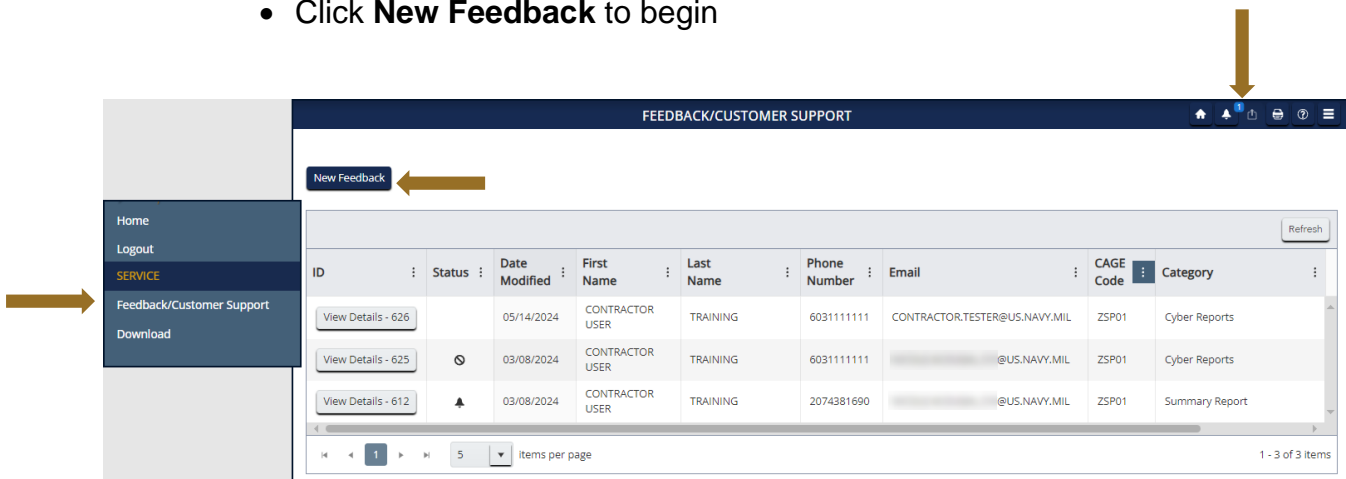 • Click New Feedback to begin
FEEDBACK/CUSTOMER SUPPORT
1
New Feedback
Home
Logout
SERVICE
Feedback/Customer Support
Download
Refresh
ID Status Date Modified First Name Last Name Phone Number Email CAGE Code Category
View Details - 626 05/14/2024 CONTRACTOR USER TRAINING 6031111111 CONTRACTOR.TESTER@US.NAVY.MIL ZSP01 Cyber Reports
View Details - 625 03/08/2024 CONTRACTOR USER TRAINING 6031111111 @US.NAVY.MIL ZSP01 Cyber Reports
View Details - 612 03/08/2024 CONTRACTOR USER TRAINING 2074381690 @US.NAVY.MIL ZSP01 Summary Report
1 5 items per page 1 - 3 of 3 items